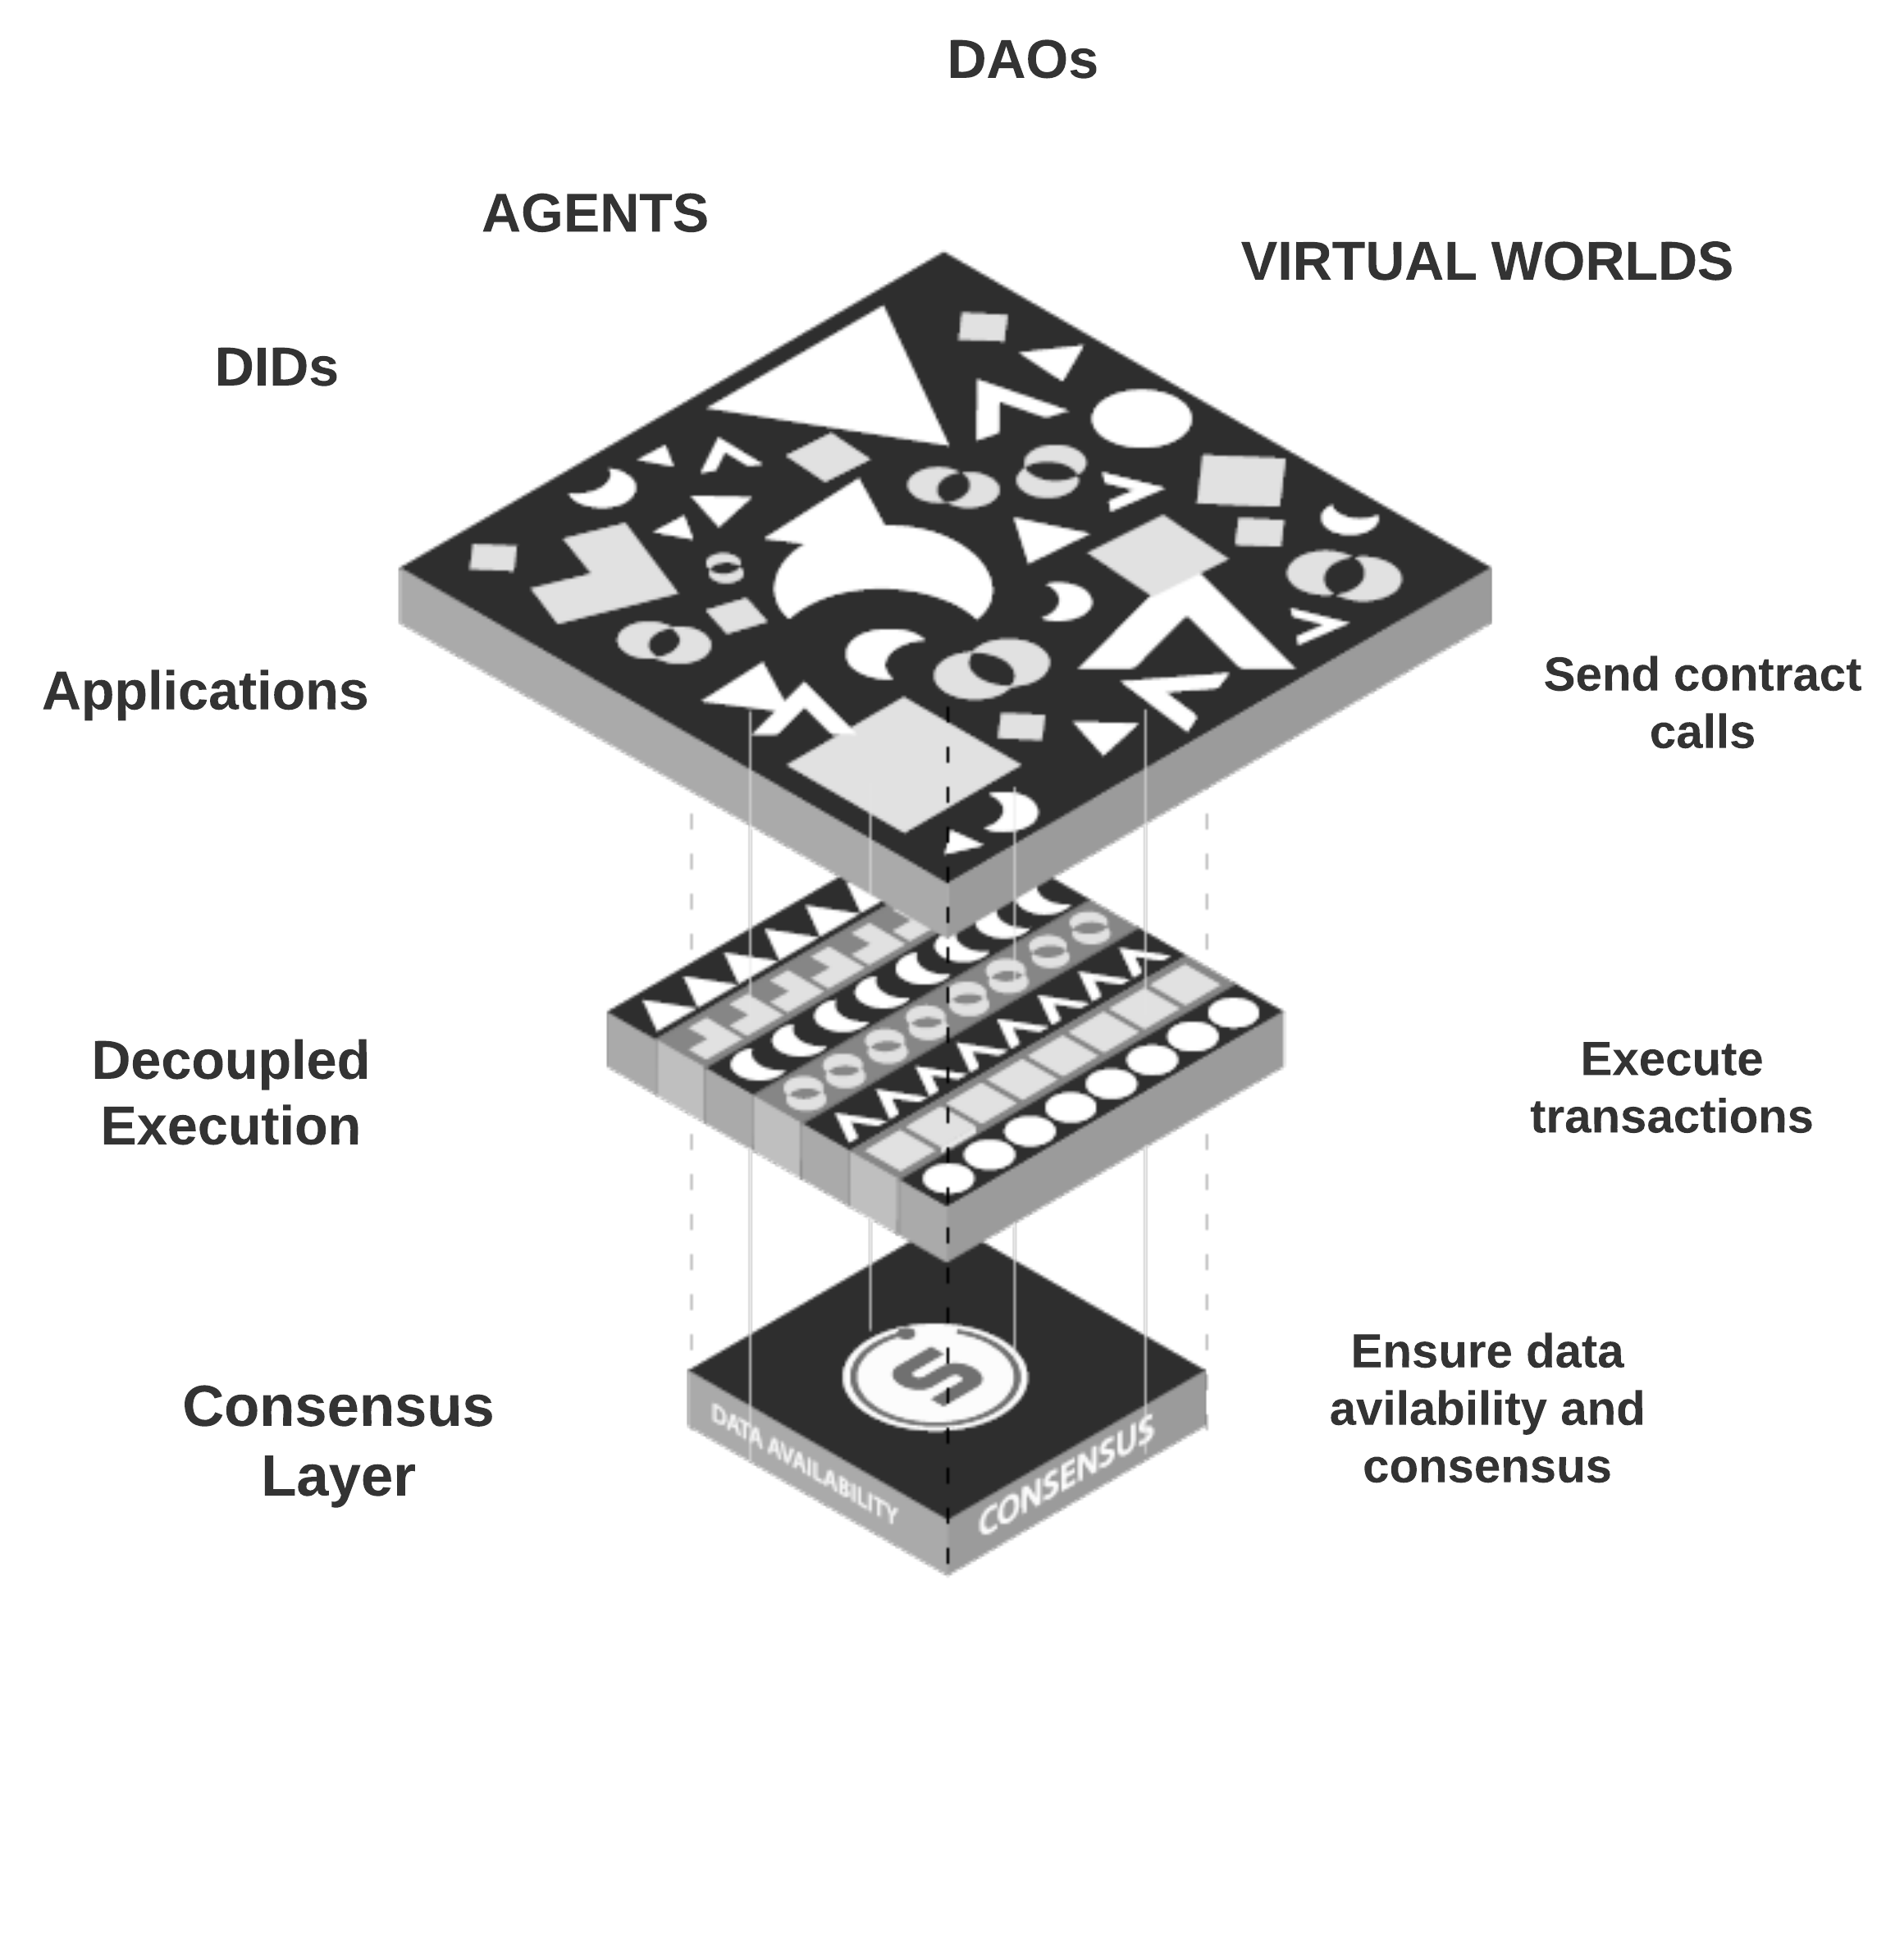 DAOs
AGENTS
VIRTUAL WORLDS
DIDs
Applications
Send contract
calls
Decoupled
Execution
Execute
transactions
Consensus
Layer
Ensure data
avilability and
consensus
DATA AVAILABILITY
CONSENSUS